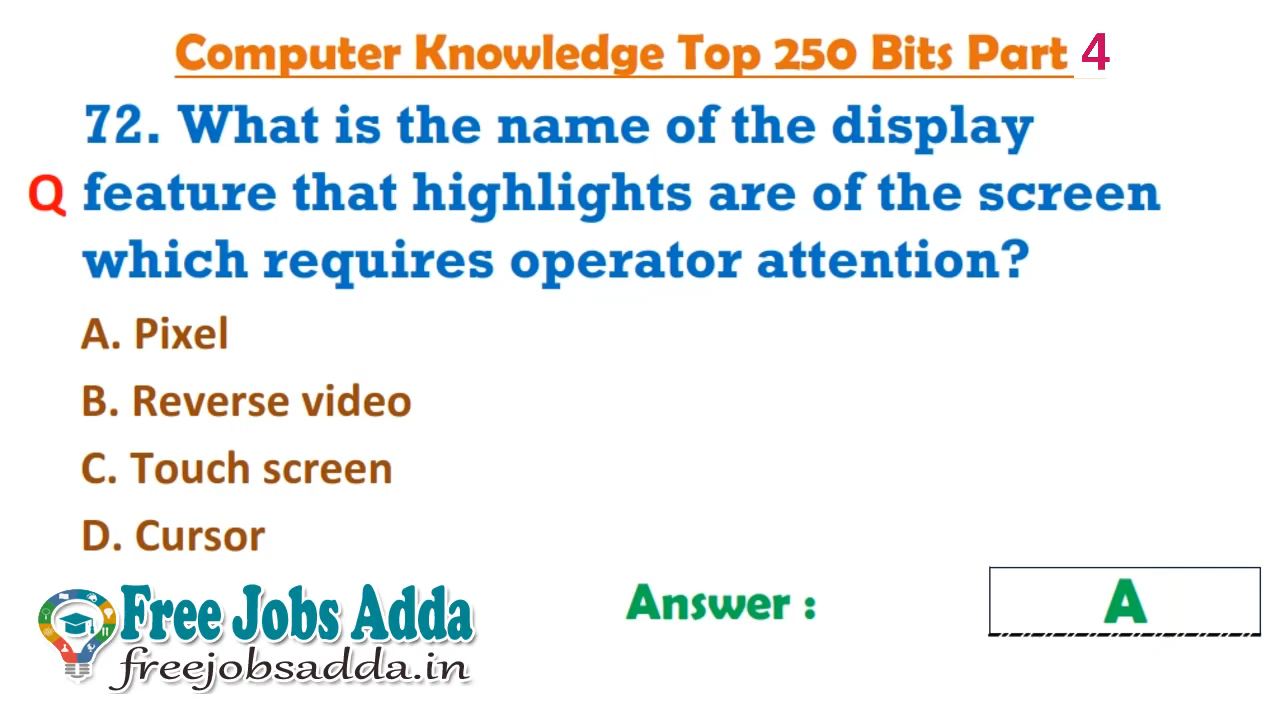 Computer Knowledge Top 250 Bits Part 4
72. What is the name of the display
Q feature that highlights are of the screen
which requires operator attention?
A. Pixel
B. Reverse video
C. Touch screen
D. Cursor
Free Jobs Adda
freejobsadda.in
Answer :
A